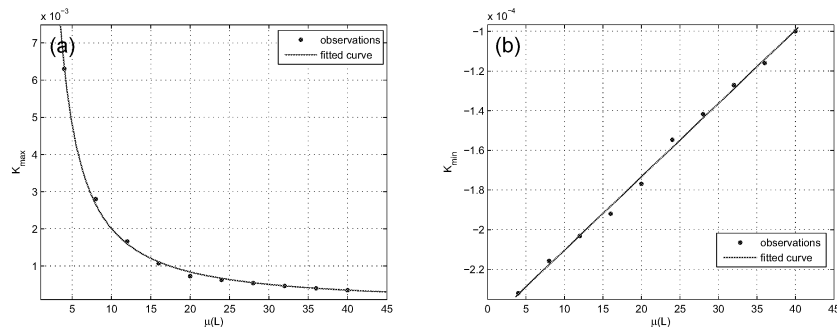 x 10⁻³
(a)
observations
fitted curve
7
6
5
4
3
2
1
K_max
5 10 15 20 25 30 35 40 45
μ(L)
x 10⁻⁴
(b)
-1
-1.2
-1.4
-1.6
-1.8
-2
-2.2
K_min
observations
fitted curve
0 5 10 15 20 25 30 35 40 45
μ(L)